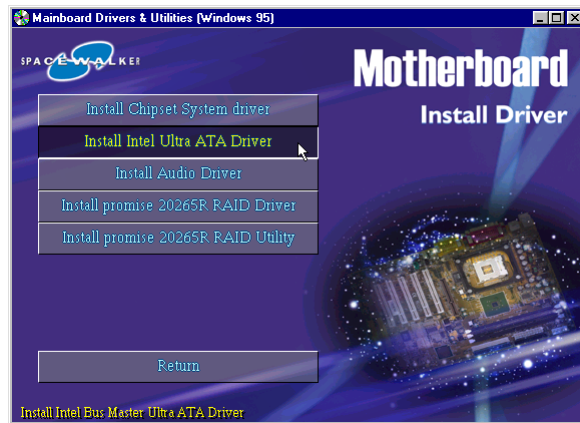 Mainboard Drivers & Utilities (Windows 95)
SPACEWALKER
Motherboard
Install Driver
Install Chipset System driver
Install Intel Ultra ATA Driver
Install Audio Driver
Install promise 20265R RAID Driver
Install promise 20265R RAID Utility
Return
Install Intel Bus Master Ultra ATA Driver